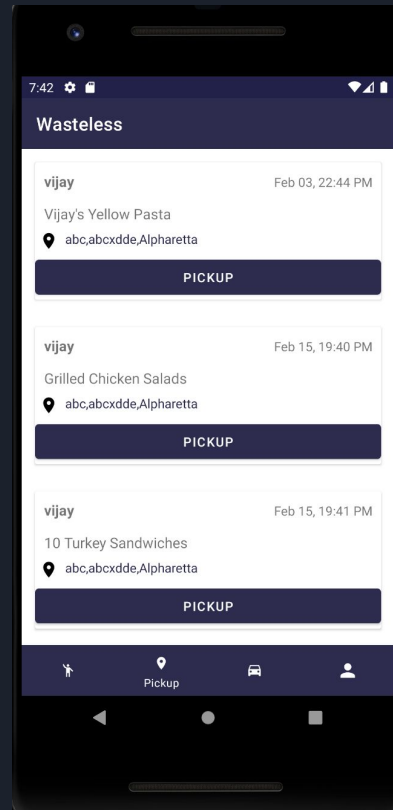 7:42
Wasteless
vijay Feb 03, 22:44 PM
Vijay's Yellow Pasta
abc,abcxdde,Alpharetta
PICKUP
vijay Feb 15, 19:40 PM
Grilled Chicken Salads
abc,abcxdde,Alpharetta
PICKUP
vijay Feb 15, 19:41 PM
10 Turkey Sandwiches
abc,abcxdde,Alpharetta
PICKUP
Pickup